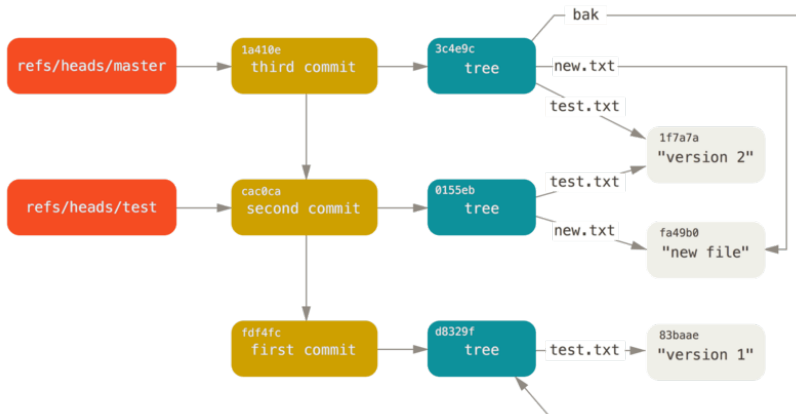 bak
1a410e
3c4e9c
refs/heads/master
third commit
tree
new.txt
test.txt
1f7a7a
"version 2"
cac0ca
0155eb
test.txt
refs/heads/test
second commit
tree
new.txt
fa49b0
"new file"
fdf4fc
d8329f
83baae
first commit
tree
test.txt
"version 1"